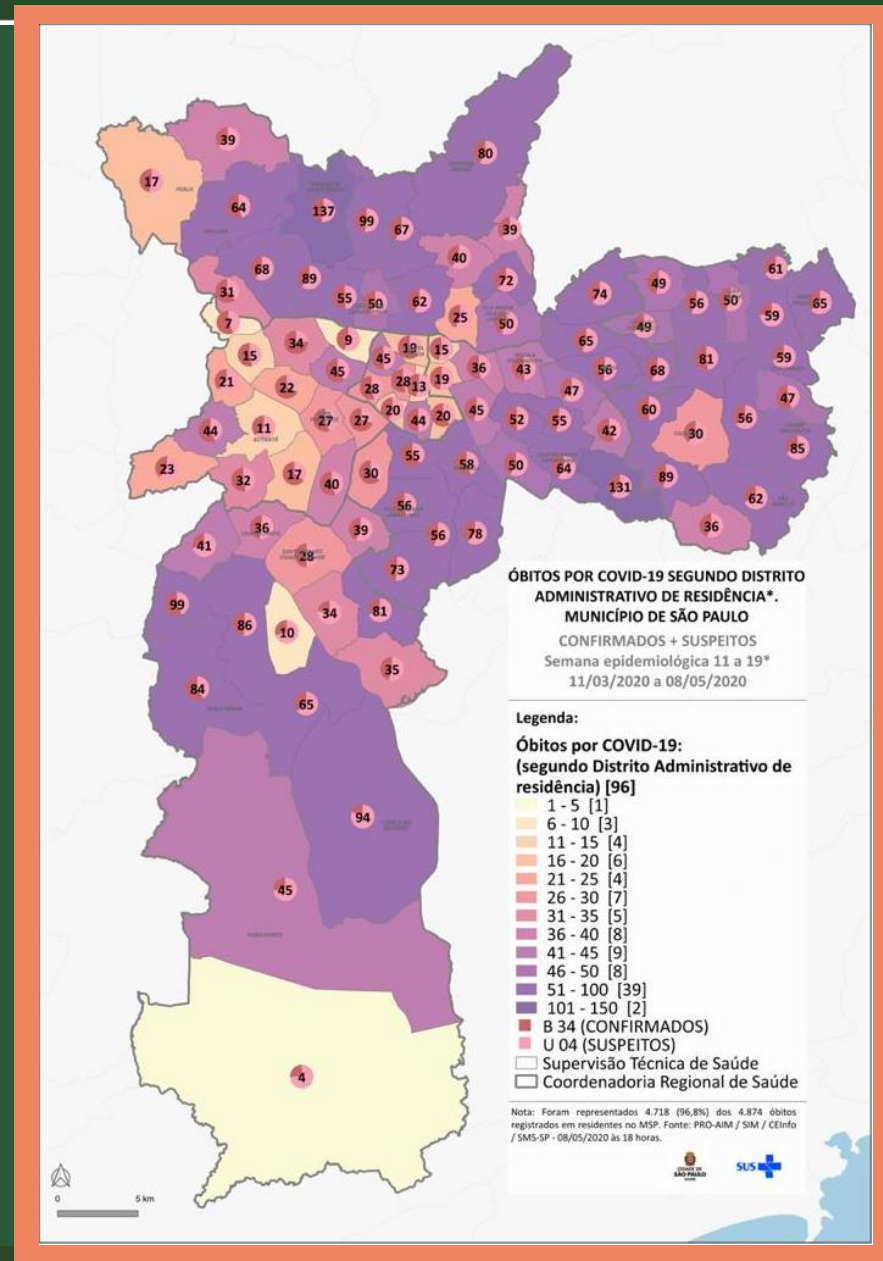 39
80
17
64
137
99
67
39
40
68
89
72
61
31
55
50
62
74
49
56
50
65
7
25
50
59
9
49
15
34
19
15
65
45
36
43
56
68
81
59
21
22
45
28
28
13
19
47
47
44
11
27
27
20
44
20
45
52
55
42
60
30
56
85
23
32
17
40
30
55
58
50
64
131
89
62
36
41
36
28
39
56
56
78
73
99
86
10
34
81
35
84
65
94
45
4
ÓBITOS POR COVID-19 SEGUNDO DISTRITO
ADMINISTRATIVO DE RESIDÊNCIA*.
MUNICÍPIO DE SÃO PAULO
CONFIRMADOS + SUSPEITOS
Semana epidemiológica 11 a 19*
11/03/2020 a 08/05/2020
Legenda:
Óbitos por COVID-19:
(segundo Distrito Administrativo de
residência) [96]
1 - 5 [1]
6 - 10 [3]
11 - 15 [4]
16 - 20 [6]
21 - 25 [4]
26 - 30 [7]
31 - 35 [5]
36 - 40 [8]
41 - 45 [9]
46 - 50 [8]
51 - 100 [39]
101 - 150 [2]
B 34 (CONFIRMADOS)
U 04 (SUSPEITOS)
Supervisão Técnica de Saúde
Coordenadoria Regional de Saúde
Nota: Foram representados 4.718 (96,8%) dos 4.874 óbitos
registrados em residentes no MSP. Fonte: PRO-AIM / SIM / CEInfo
/ SMS-SP - 08/05/2020 às 18 horas.
CIDADE DE
SÃO PAULO
SAÚDE
SUS
0 5 km